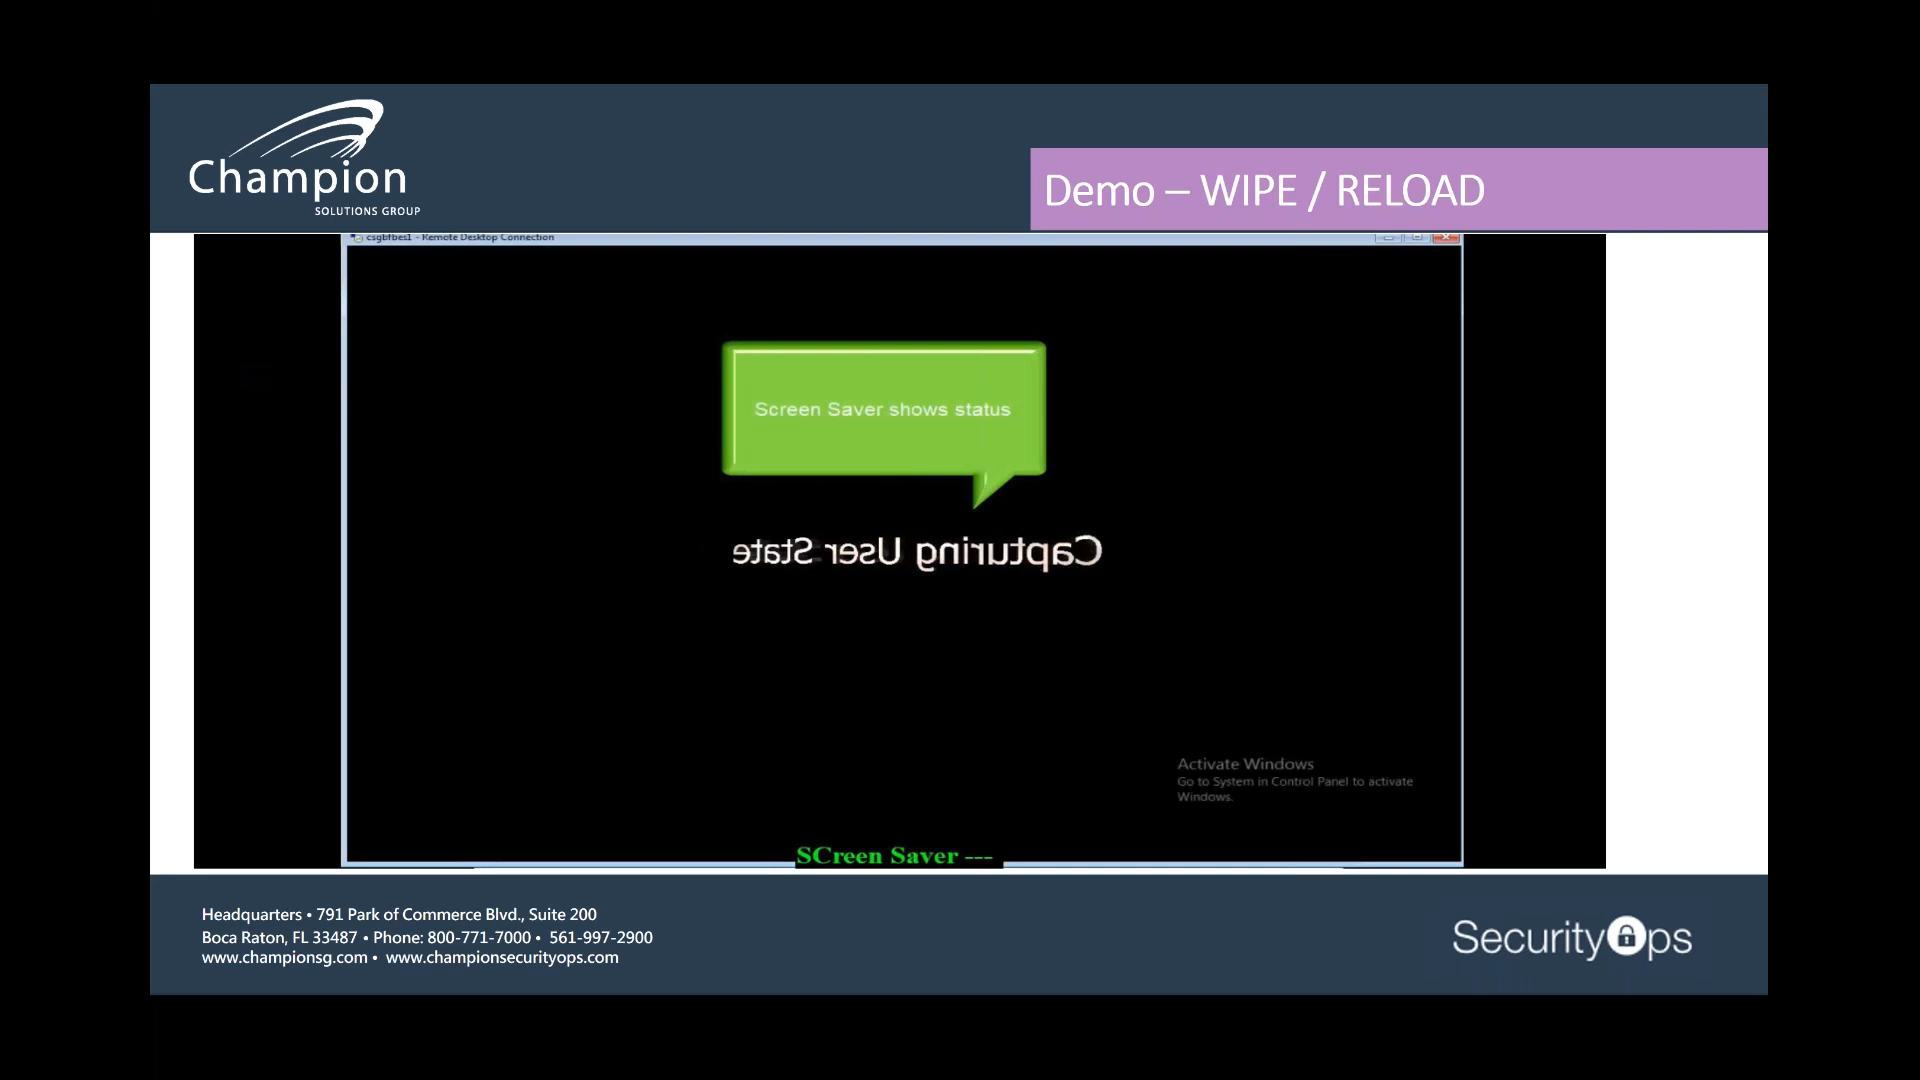 Champion
SOLUTIONS GROUP
Demo – WIPE / RELOAD
csgbfbes1 - Remote Desktop Connection
Screen Saver shows status
Capturing User State
Activate Windows
Go to System in Control Panel to activate
Windows.
SCreen Saver ---
Headquarters • 791 Park of Commerce Blvd., Suite 200
Boca Raton, FL 33487 • Phone: 800-771-7000 • 561-997-2900
www.championsg.com • www.championsecurityops.com
SecurityOps